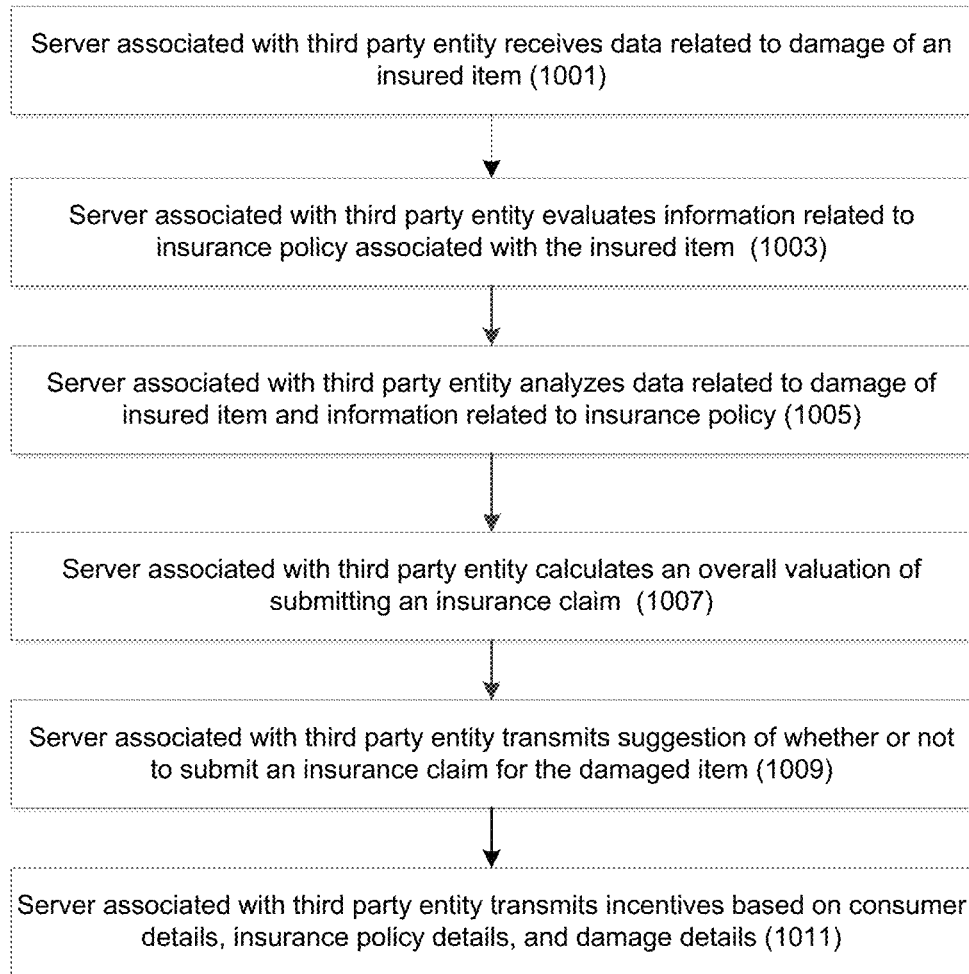 Server associated with third party entity receives data related to damage of an
insured item (1001)
Server associated with third party entity evaluates information related to
insurance policy associated with the insured item (1003)
Server associated with third party entity analyzes data related to damage of
insured item and information related to insurance policy (1005)
Server associated with third party entity calculates an overall valuation of
submitting an insurance claim (1007)
Server associated with third party entity transmits suggestion of whether or not
to submit an insurance claim for the damaged item (1009)
Server associated with third party entity transmits incentives based on consumer
details, insurance policy details, and damage details (1011)